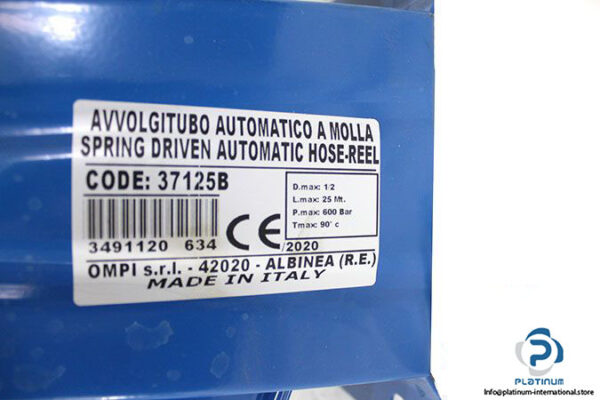 AVVOLGITUBO AUTOMATICO A MOLLA
SPRING DRIVEN AUTOMATIC HOSE-REEL
CODE: 37125B
D.max: 1/2
L.max: 25 Mt.
P.max: 600 Bar
Tmax: 90° c
3491120 634
CE /2020
OMPI s.r.l. - 42020 - ALBINEA (R.E.)
MADE IN ITALY
PLATINUM
Info@platinum-international.store